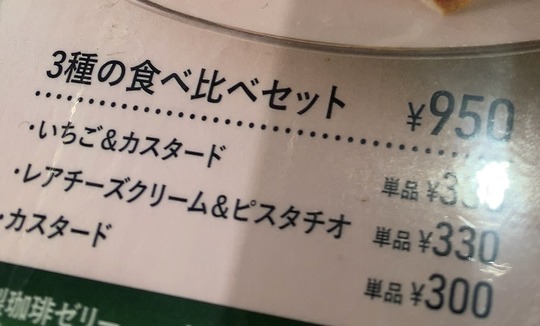 3種の食べ比べセット ¥950
・いちご&カスタード 単品
・レアチーズクリーム&ピスタチオ 単品 ¥330
・カスタード 単品 ¥300
珈琲ゼリー